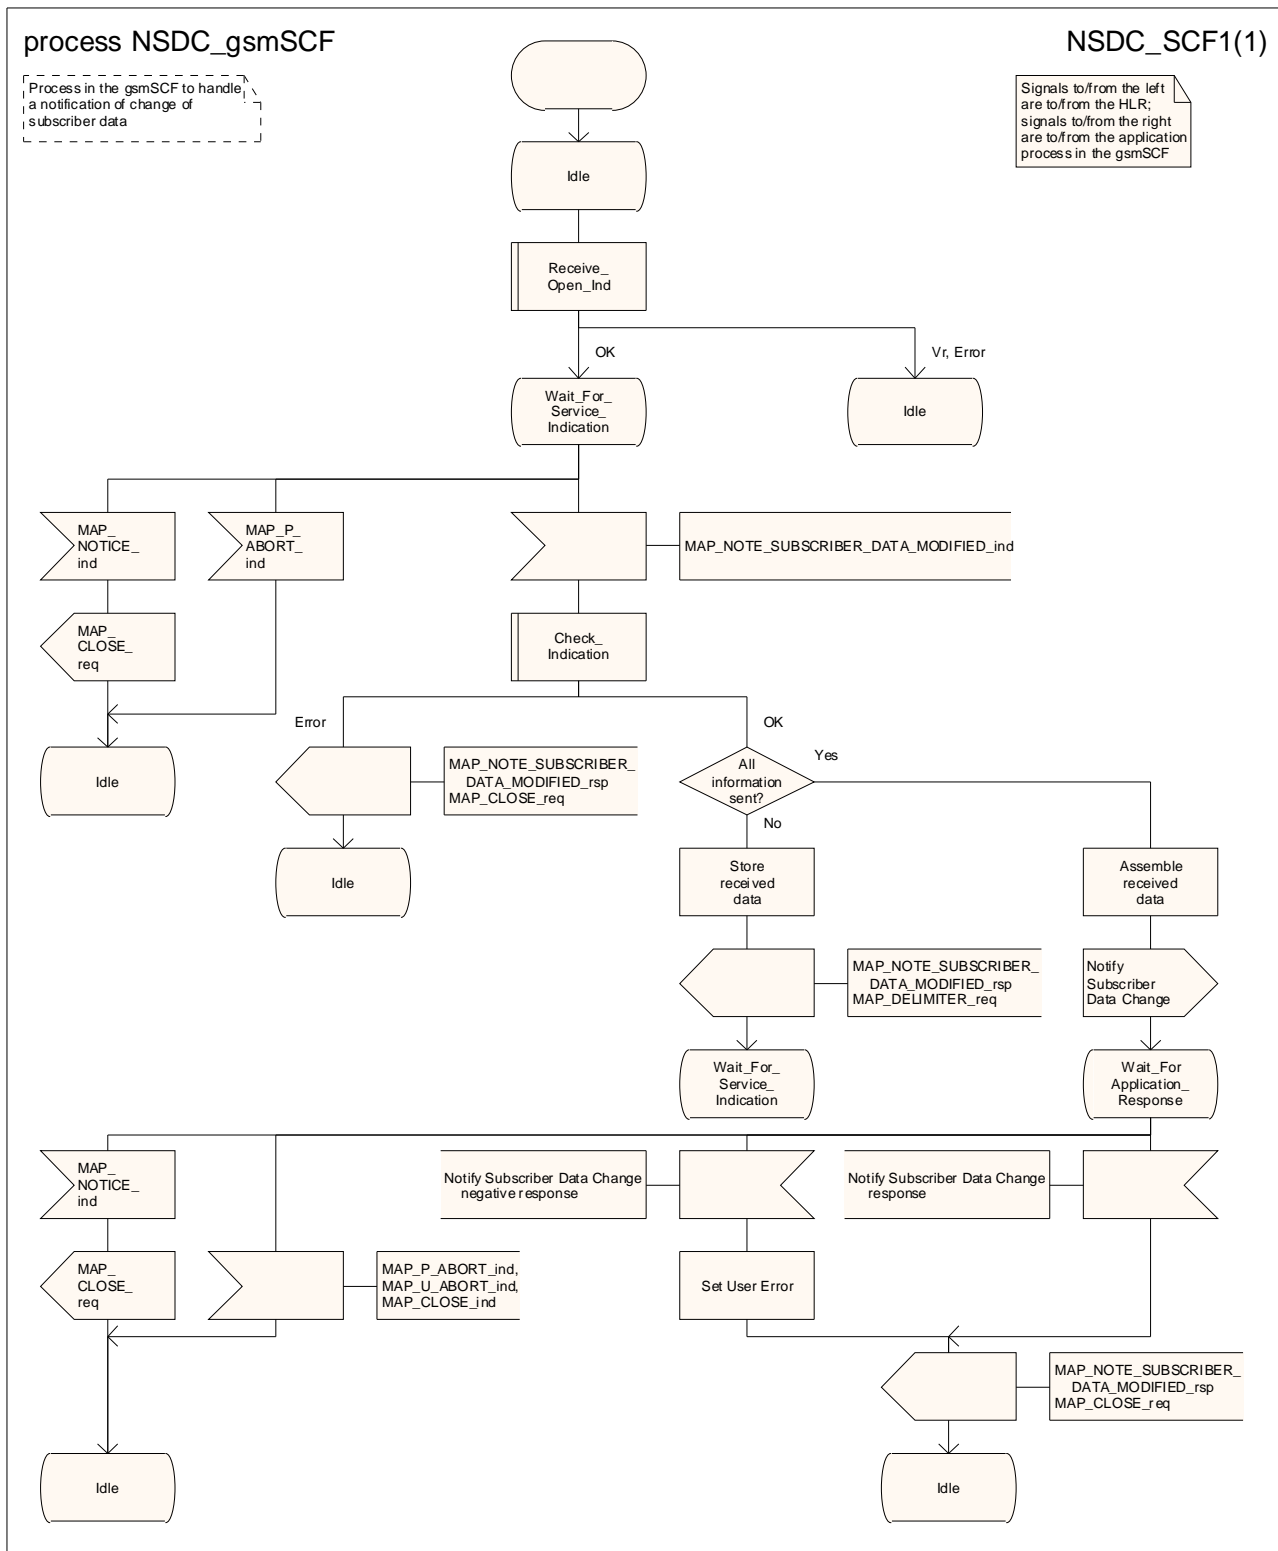 process NSDC_gsmSCF
NSDC_SCF1(1)
Process in the gsmSCF to handle
a notification of change of
subscriber data
Signals to/from the left
are to/from the HLR;
signals to/from the right
are to/from the application
process in the gsmSCF
Idle
Receive_
Open_Ind
OK
Vr, Error
Wait_For_
Service_
Indication
Idle
MAP_
NOTICE_
ind
MAP_P_
ABORT_
ind
MAP_NOTE_SUBSCRIBER_DATA_MODIFIED_ind
MAP_
CLOSE_
req
Check_
Indication
Error
OK
Idle
MAP_NOTE_SUBSCRIBER_
DATA_MODIFIED_rsp
MAP_CLOSE_req
All
information
sent?
Yes
No
Idle
Store
received
data
Assemble
received
data
MAP_NOTE_SUBSCRIBER_
DATA_MODIFIED_rsp
MAP_DELIMITER_req
Notify
Subscriber
Data Change
Wait_For_
Service_
Indication
Wait_For
Application_
Response
MAP_
NOTICE_
ind
Notify Subscriber Data Change
negative response
Notify Subscriber Data Change
response
MAP_
CLOSE_
req
MAP_P_ABORT_ind,
MAP_U_ABORT_ind,
MAP_CLOSE_ind
Set User Error
MAP_NOTE_SUBSCRIBER_
DATA_MODIFIED_rsp
MAP_CLOSE_req
Idle
Idle